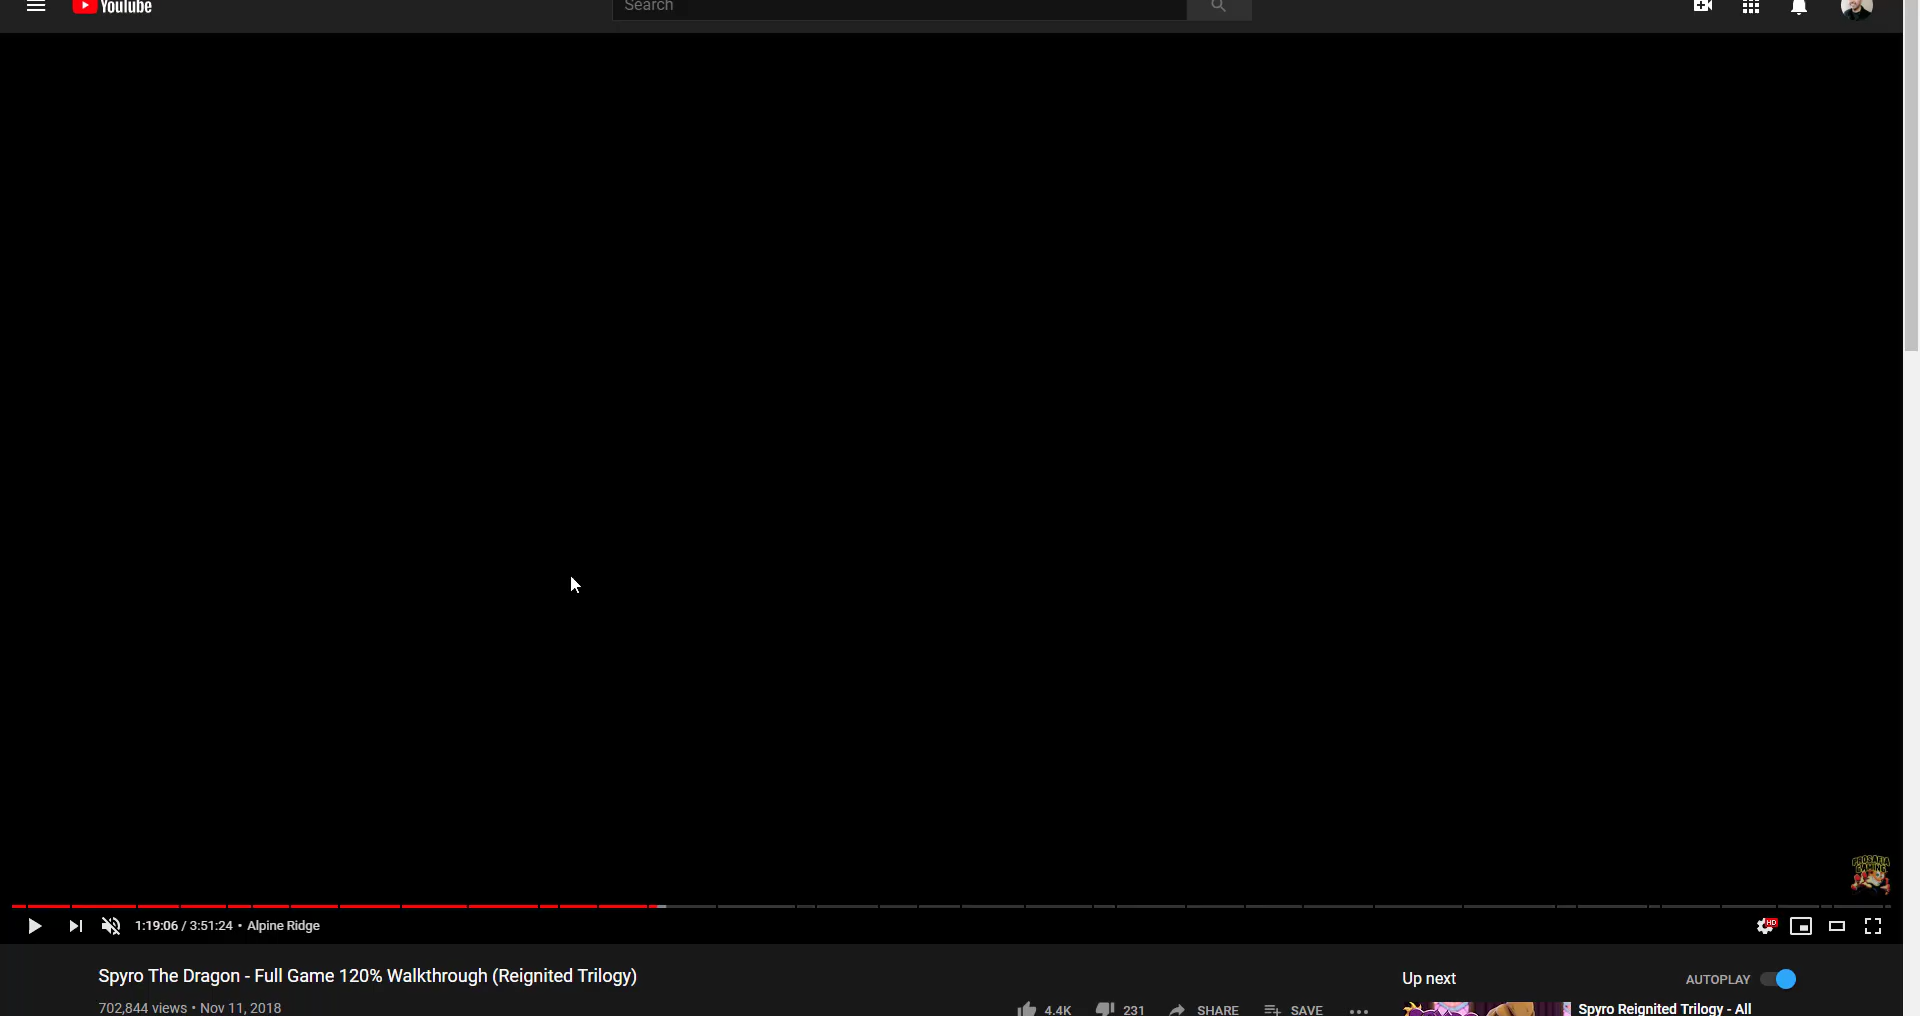 YouTube
Search
1:19:06 / 3:51:24 • Alpine Ridge
HD
Spyro The Dragon - Full Game 120% Walkthrough (Reignited Trilogy)
702,844 views • Nov 11, 2018
4.4K
231
SHARE
SAVE
Up next
AUTOPLAY
Spyro Reignited Trilogy - All